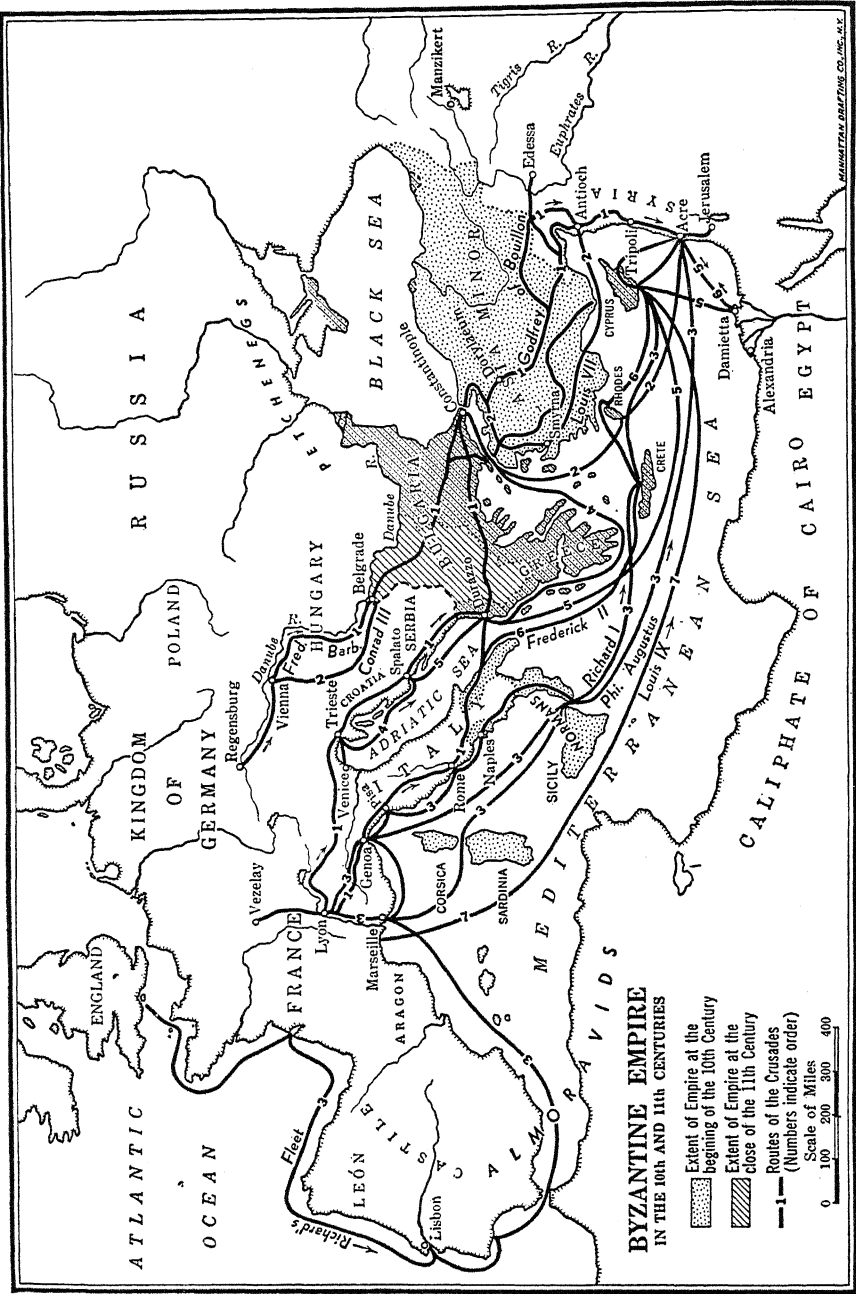 BYZANTINE EMPIRE
IN THE 10TH AND 11TH CENTURIES
Extent of Empire at the
begining of the 10th Century
Extent of Empire at the
close of the 11th Century
1
Routes of the Crusades
(Numbers indicate order)
Scale of Miles
0 100 200 300 400
ATLANTIC
OCEAN
ENGLAND
KINGDOM
OF
GERMANY
POLAND
RUSSIA
PETCHENEGS
BLACK SEA
Manzikert
Tigris R.
Euphrates R.
Regensburg
Vienna
Danube R.
HUNGARY
Fred. Barb.
Conrad III
Belgrade
Danube R.
BULGARIA
Constantinople
Dorylaeum
ASIA MINOR
Godfrey of Bouillon
Edessa
Vezelay
FRANCE
Lyon
Marseille
Genoa
Pisa
Venice
Trieste
CROATIA
Spalato
SERBIA
Durazzo
ADRIATIC SEA
ITALY
Rome
Naples
NORMANS
GREECE
Smyrna
Louis VII
Antioch
SYRIA
Tripoli
CYPRUS
RHODES
CRETE
Acre
Jerusalem
Fleet
Richard's
LEÓN
CASTILE
ARAGON
Lisbon
ALMORAVIDS
CORSICA
SARDINIA
SICILY
Frederick II
Richard I
Phi. Augustus
Louis IX
MEDITERRANEAN SEA
Damietta
Alexandria
CALIPHATE OF CAIRO
EGYPT
MANHATTAN DRAFTING CO., INC., N.Y.